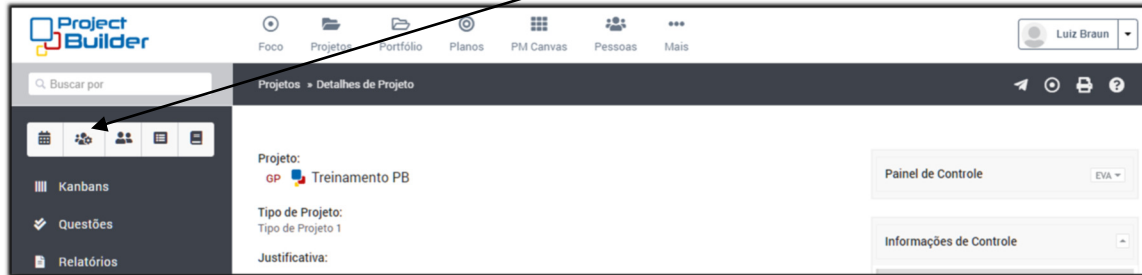 Project
Builder
Foco Projetos Portfólio Planos PM Canvas Pessoas Mais
Luiz Braun
Buscar por
Projetos » Detalhes de Projeto
Kanbans
Questões
Relatórios
Projeto:
GP Treinamento PB
Tipo de Projeto:
Tipo de Projeto 1
Justificativa:
Painel de Controle EVA
Informações de Controle